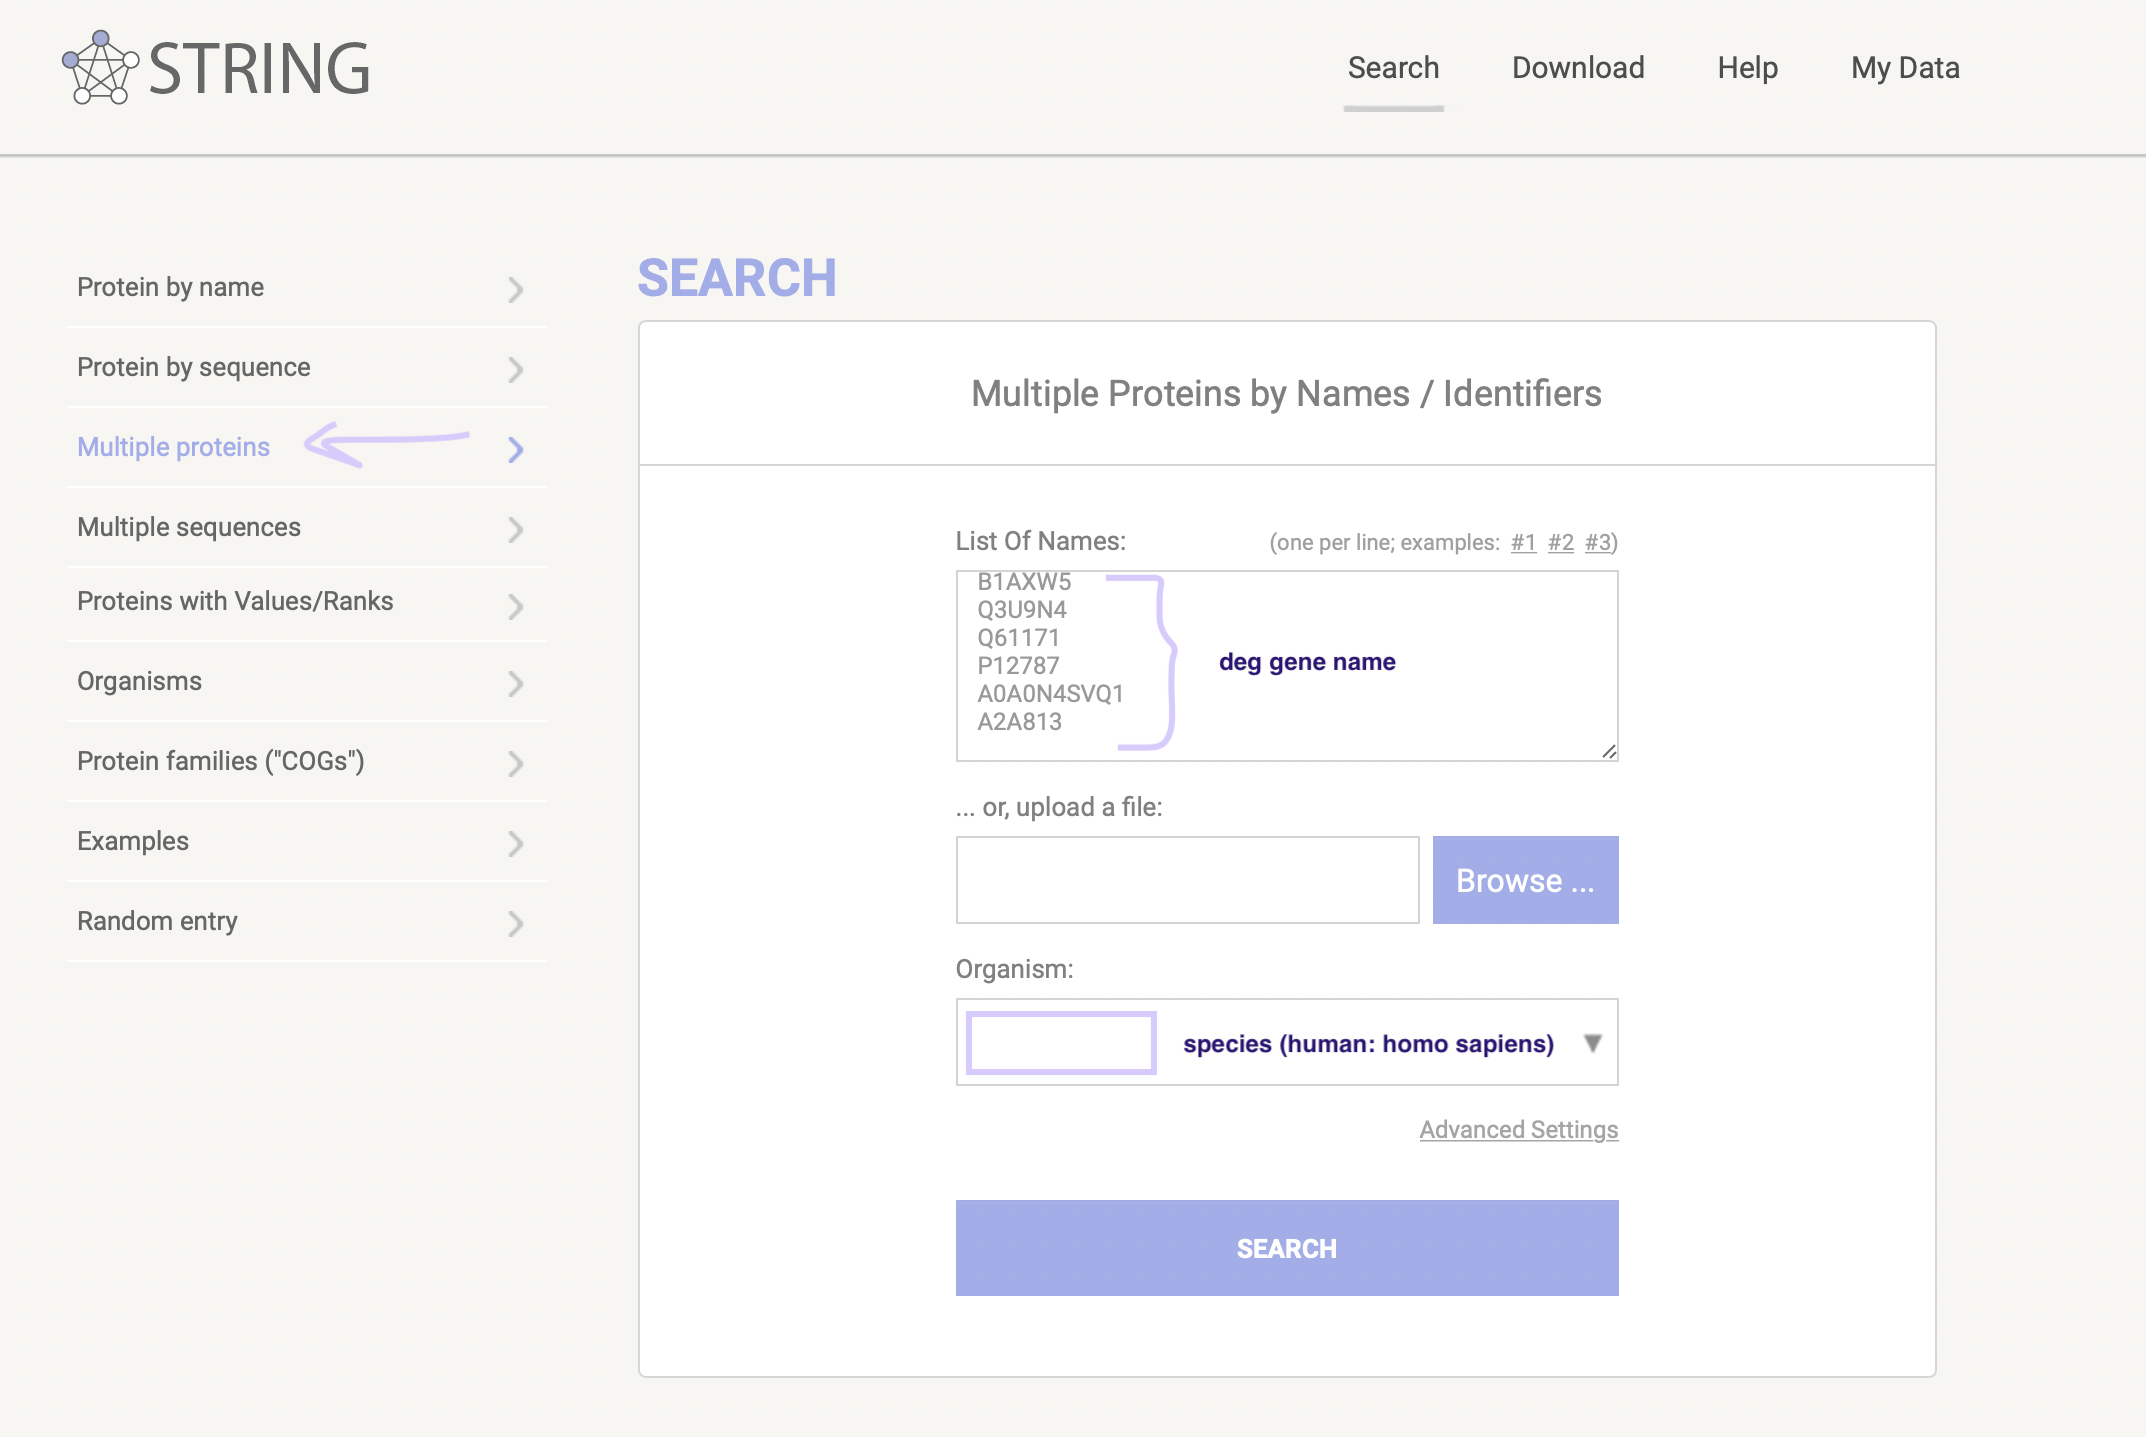 STRING
Search
Download
Help
My Data
Protein by name
Protein by sequence
Multiple proteins
Multiple sequences
Proteins with Values/Ranks
Organisms
Protein families ("COGs")
Examples
Random entry
SEARCH
Multiple Proteins by Names / Identifiers
List Of Names:
(one per line; examples: #1 #2 #3)
B1AXW5
Q3U9N4
Q61171
P12787
A0A0N4SVQ1
A2A813
deg gene name
... or, upload a file:
Browse ...
Organism:
species (human: homo sapiens)
Advanced Settings
SEARCH